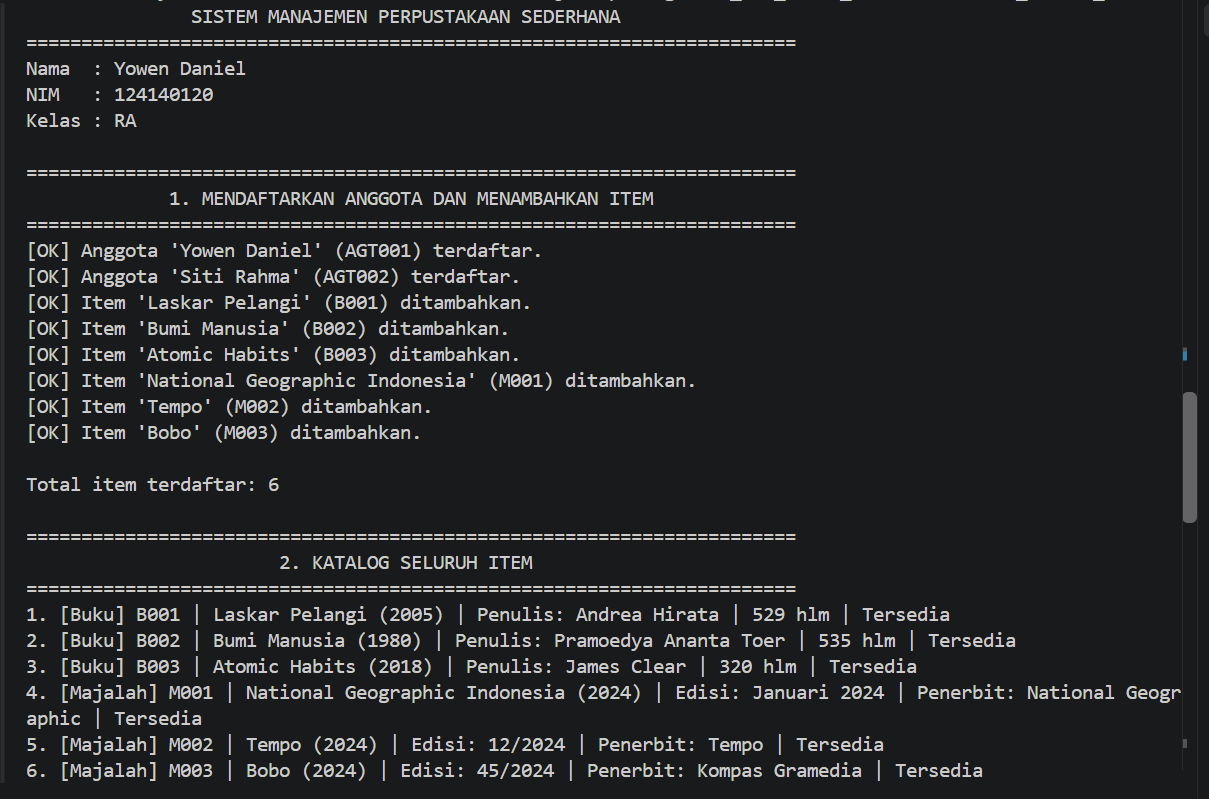 SISTEM MANAJEMEN PERPUSTAKAAN SEDERHANA
======================================================================
Nama  : Yowen Daniel
NIM   : 124140120
Kelas : RA
======================================================================
1. MENDAFTARKAN ANGGOTA DAN MENAMBAHKAN ITEM
======================================================================
[OK] Anggota 'Yowen Daniel' (AGT001) terdaftar.
[OK] Anggota 'Siti Rahma' (AGT002) terdaftar.
[OK] Item 'Laskar Pelangi' (B001) ditambahkan.
[OK] Item 'Bumi Manusia' (B002) ditambahkan.
[OK] Item 'Atomic Habits' (B003) ditambahkan.
[OK] Item 'National Geographic Indonesia' (M001) ditambahkan.
[OK] Item 'Tempo' (M002) ditambahkan.
[OK] Item 'Bobo' (M003) ditambahkan.
Total item terdaftar: 6
======================================================================
2. KATALOG SELURUH ITEM
======================================================================
1. [Buku] B001 | Laskar Pelangi (2005) | Penulis: Andrea Hirata | 529 hlm | Tersedia
2. [Buku] B002 | Bumi Manusia (1980) | Penulis: Pramoedya Ananta Toer | 535 hlm | Tersedia
3. [Buku] B003 | Atomic Habits (2018) | Penulis: James Clear | 320 hlm | Tersedia
4. [Majalah] M001 | National Geographic Indonesia (2024) | Edisi: Januari 2024 | Penerbit: National Geogr
aphic | Tersedia
5. [Majalah] M002 | Tempo (2024) | Edisi: 12/2024 | Penerbit: Tempo | Tersedia
6. [Majalah] M003 | Bobo (2024) | Edisi: 45/2024 | Penerbit: Kompas Gramedia | Tersedia